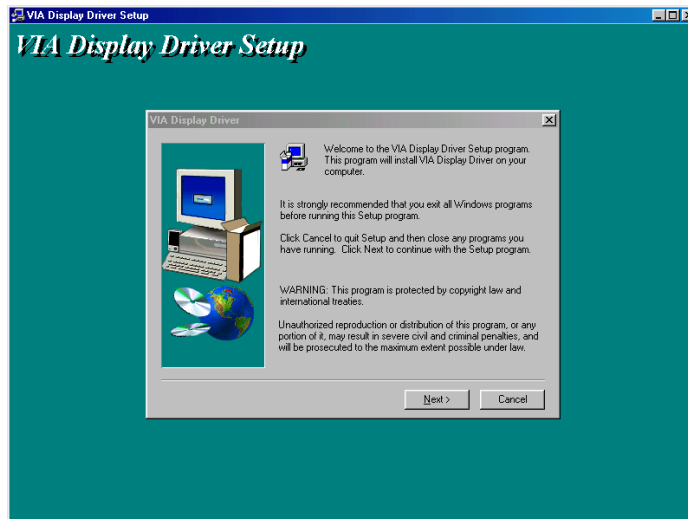 VIA Display Driver Setup
VIA Display Driver Setup
VIA Display Driver
Welcome to the VIA Display Driver Setup program.
This program will install VIA Display Driver on your
computer.
It is strongly recommended that you exit all Windows programs
before running this Setup program.
Click Cancel to quit Setup and then close any programs you
have running. Click Next to continue with the Setup program.
WARNING: This program is protected by copyright law and
international treaties.
Unauthorized reproduction or distribution of this program, or any
portion of it, may result in severe civil and criminal penalties, and
will be prosecuted to the maximum extent possible under law.
Next >
Cancel